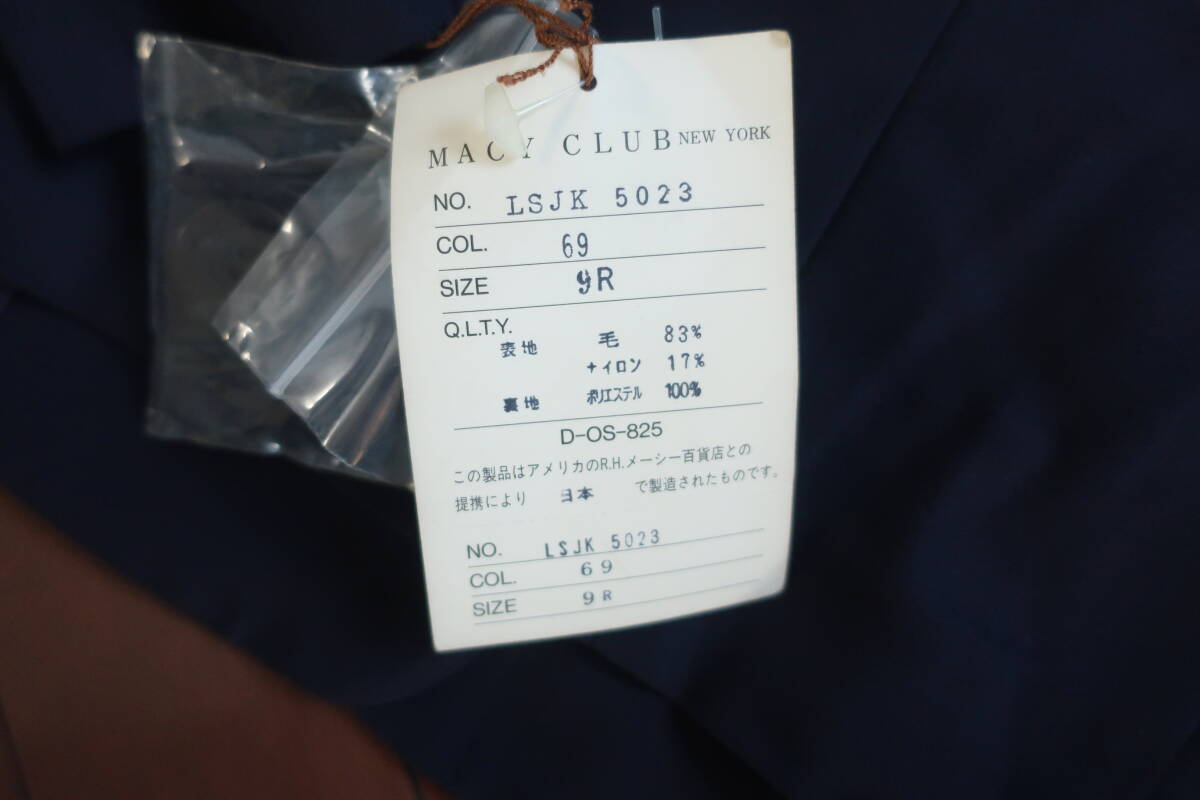 MACY CLUB NEW YORK
NO. LSJK 5023
COL. 69
SIZE 9R
Q.L.T.Y.
表地 毛 83%
ナイロン 17%
裏地 ポリエステル 100%
D-OS-825
この製品はアメリカのR.H.メーシー百貨店との
提携により 日本 で製造されたものです。
NO. LSJK 5023
COL. 69
SIZE 9R